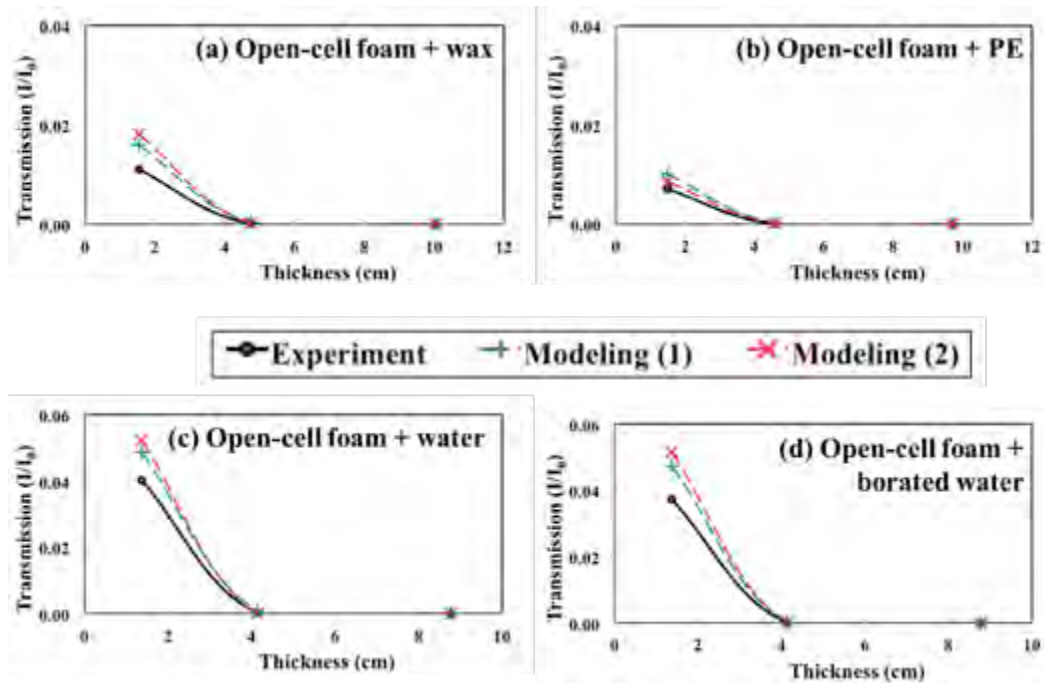 (a) Open-cell foam + wax
Transmission (I/I₀)
0.04
0.02
0.00
0 2 4 6 8 10 12
Thickness (cm)
(b) Open-cell foam + PE
Transmission (I/I₀)
0.04
0.02
0.00
0 2 4 6 8 10 12
Thickness (cm)
Experiment Modeling (1) Modeling (2)
(c) Open-cell foam + water
Transmission (I/I₀)
0.06
0.04
0.02
0.00
0 2 4 6 8 10
Thickness (cm)
(d) Open-cell foam +
borated water
Transmission (I/I₀)
0.06
0.04
0.02
0.00
0 2 4 6 8 10
Thickness (cm)